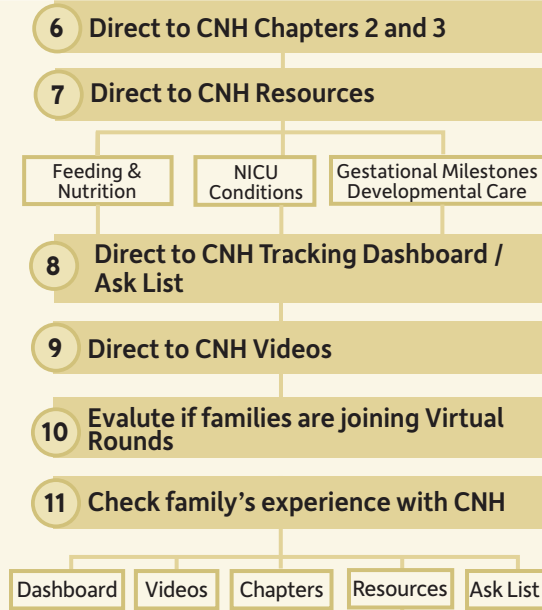 6 Direct to CNH Chapters 2 and 3
7 Direct to CNH Resources
Feeding &
Nutrition
NICU
Conditions
Gestational Milestones
Developmental Care
8 Direct to CNH Tracking Dashboard /
Ask List
9 Direct to CNH Videos
10 Evalute if families are joining Virtual
Rounds
11 Check family’s experience with CNH
Dashboard
Videos
Chapters
Resources
Ask List